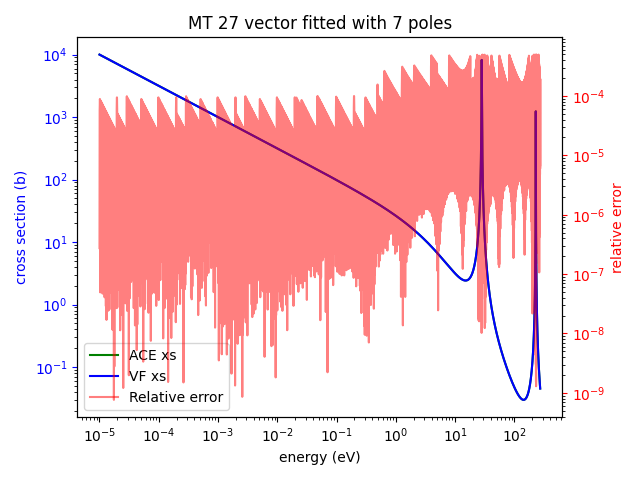 MT 27 vector fitted with 7 poles
10⁴
10³
10²
10¹
10⁰
10⁻¹
cross section (b)
10⁻⁴
10⁻⁵
10⁻⁶
10⁻⁷
10⁻⁸
10⁻⁹
relative error
ACE xs
VF xs
Relative error
10⁻⁵ 10⁻⁴ 10⁻³ 10⁻² 10⁻¹ 10⁰ 10¹ 10²
energy (eV)